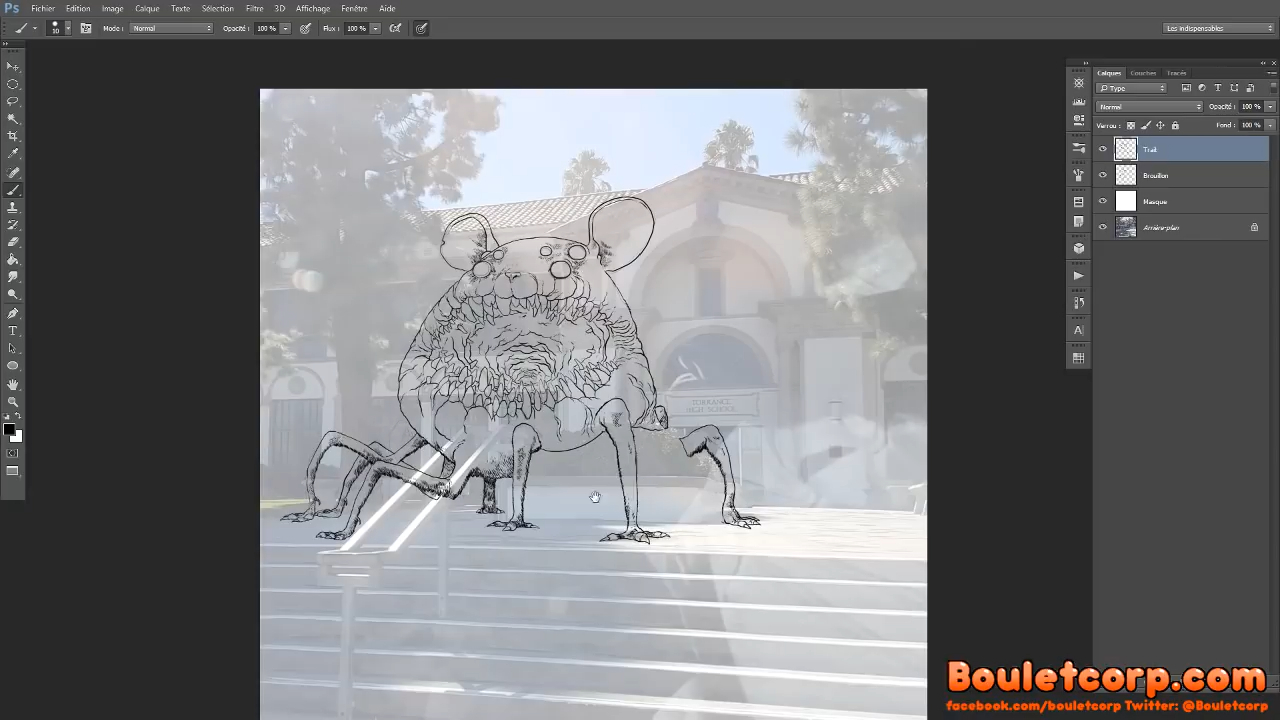 Ps Fichier Edition Image Calque Texte Sélection Filtre 3D Affichage Fenêtre Aide
10 Mode : Normal Opacité : 100 % Flux : 100 % Les indispensables
Calques Couches Tracés
Type
Normal Opacité : 100 %
Verrou : Fond : 100 %
Trait
Brouillon
Masque
Arrière-plan
TORRANCE
HIGH SCHOOL
Bouletcorp.com
facebook.com/bouletcorp Twitter: @Bouletcorp